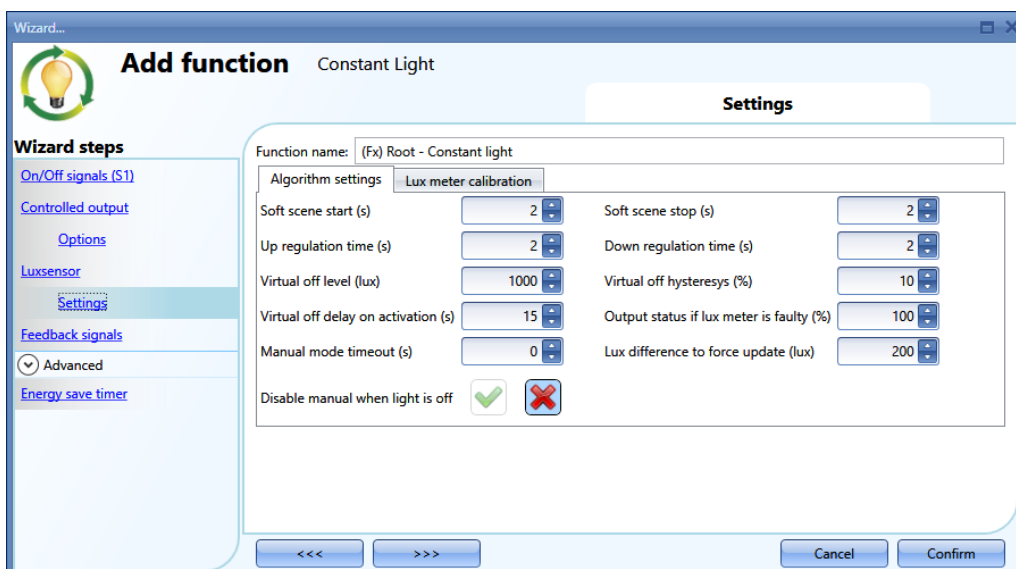 Wizard...
Add function Constant Light
Settings
Wizard steps
On/Off signals (S1)
Controlled output
Options
Luxsensor
Settings
Feedback signals
Advanced
Energy save timer
Function name: (Fx) Root - Constant light
Algorithm settings Lux meter calibration
Soft scene start (s) 2 Soft scene stop (s) 2
Up regulation time (s) 2 Down regulation time (s) 2
Virtual off level (lux) 1000 Virtual off hysteresys (%) 10
Virtual off delay on activation (s) 15 Output status if lux meter is faulty (%) 100
Manual mode timeout (s) 0 Lux difference to force update (lux) 200
Disable manual when light is off
<<< >>> Cancel Confirm